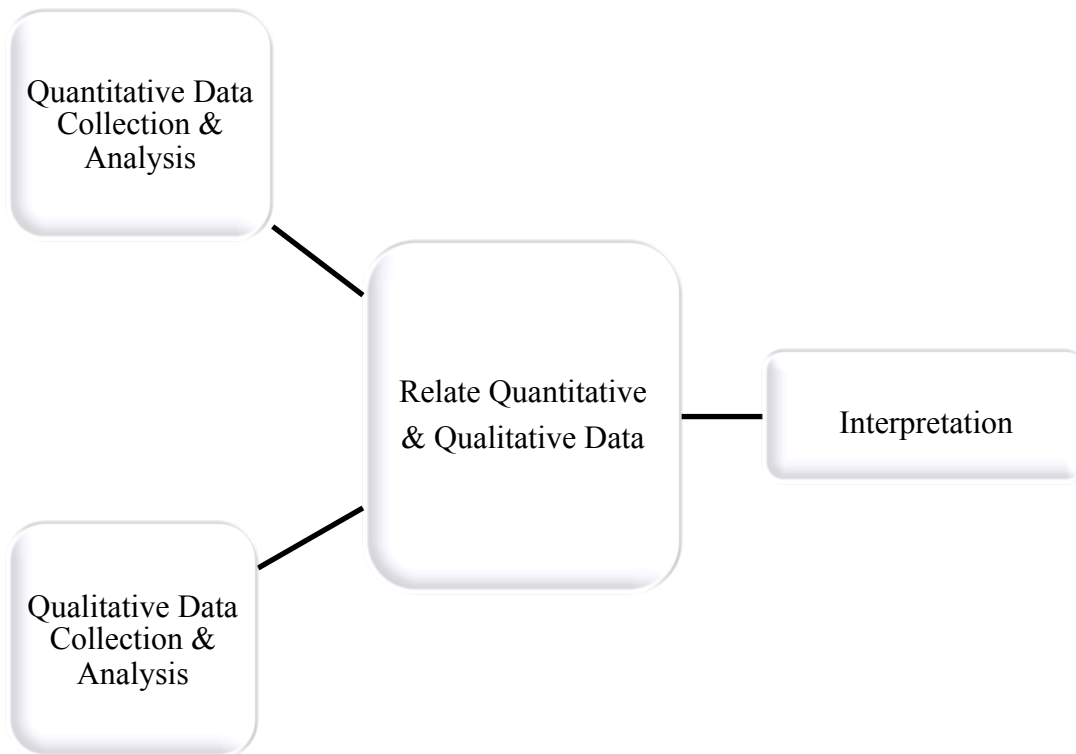 Quantitative Data
Collection &
Analysis
Relate Quantitative
& Qualitative Data
Interpretation
Qualitative Data
Collection &
Analysis